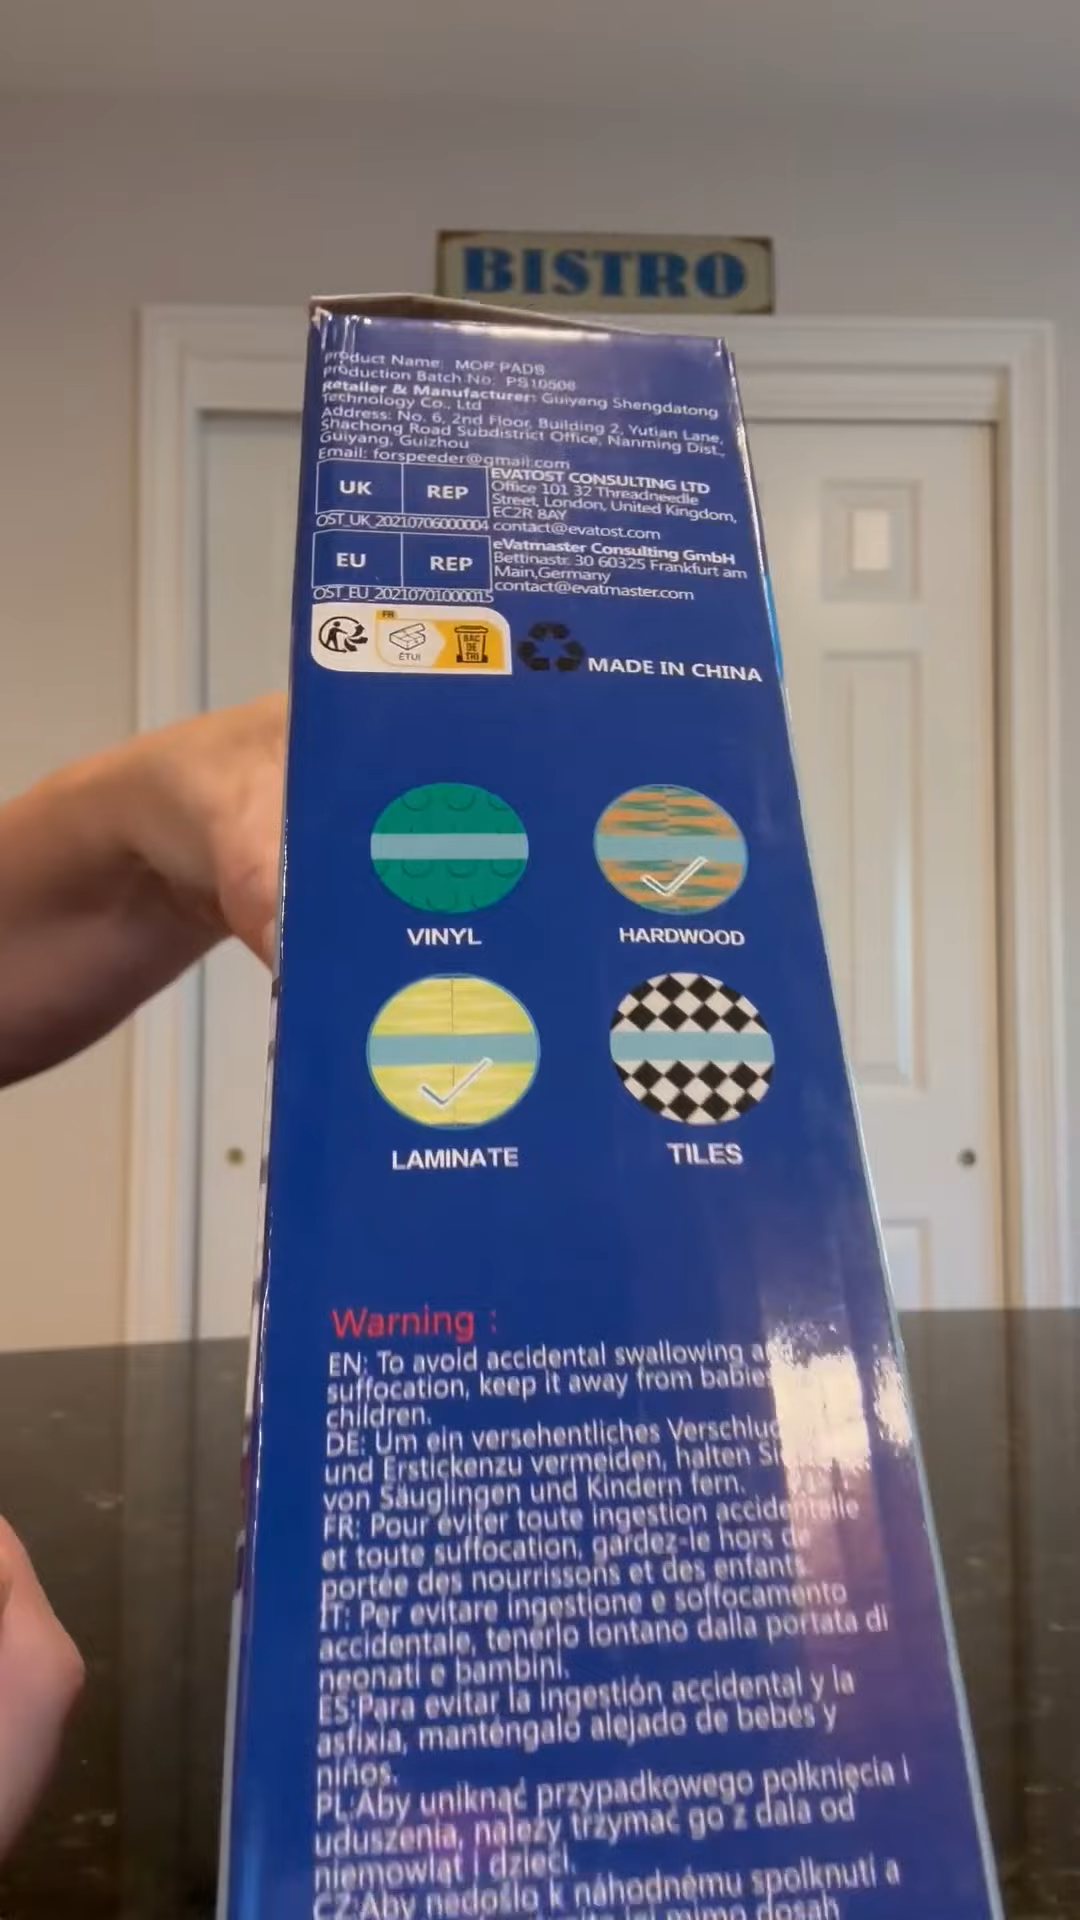 BISTRO
Product Name: MOP PADS
Production Batch No: PS10508
Retailer & Manufacturer: Guiyang Shengdatong
Technology Co., Ltd
Address: No. 6, 2nd Floor, Building 2, Yutian Lane,
Shachong Road Subdistrict Office, Nanming Dist.,
Guiyang, Guizhou
Email: forspeeder@gmail.com
UK REP
EVATOST CONSULTING LTD
Office 101 32 Threadneedle
Street, London, United Kingdom,
EC2R 8AY
OST_UK_20210706000004 contact@evatost.com
EU REP
eVatmaster Consulting GmbH
Bettinastr. 30 60325 Frankfurt am
Main,Germany
OST_EU_20210701000015 contact@evatmaster.com
FR
ÉTUI
BAC
DE
TRI
MADE IN CHINA
VINYL
HARDWOOD
LAMINATE
TILES
Warning :
EN: To avoid accidental swallowing
suffocation, keep it away from babies
children.
DE: Um ein versehentliches
und Erstickenzu vermeiden, halten
von Säuglingen und Kindern fern.
FR: Pour éviter toute ingestion accidentelle
et toute suffocation, gardez-le hors de
portée des nourrissons et des enfants.
IT: Per evitare ingestione e soffocamento
accidentale, tenerlo lontano dalla portata di
neonati e bambini.
ES:Para evitar la ingestión accidental y la
asfixia, manténgalo alejado de bebés y
niños.
PL:Aby uniknąć przypadkowego połknięcia i
uduszenia, należy trzymać go z dala od
niemowląt i dzieci.
CZ:Aby nedošlo k náhodnému spolknutí a
mimo dosah